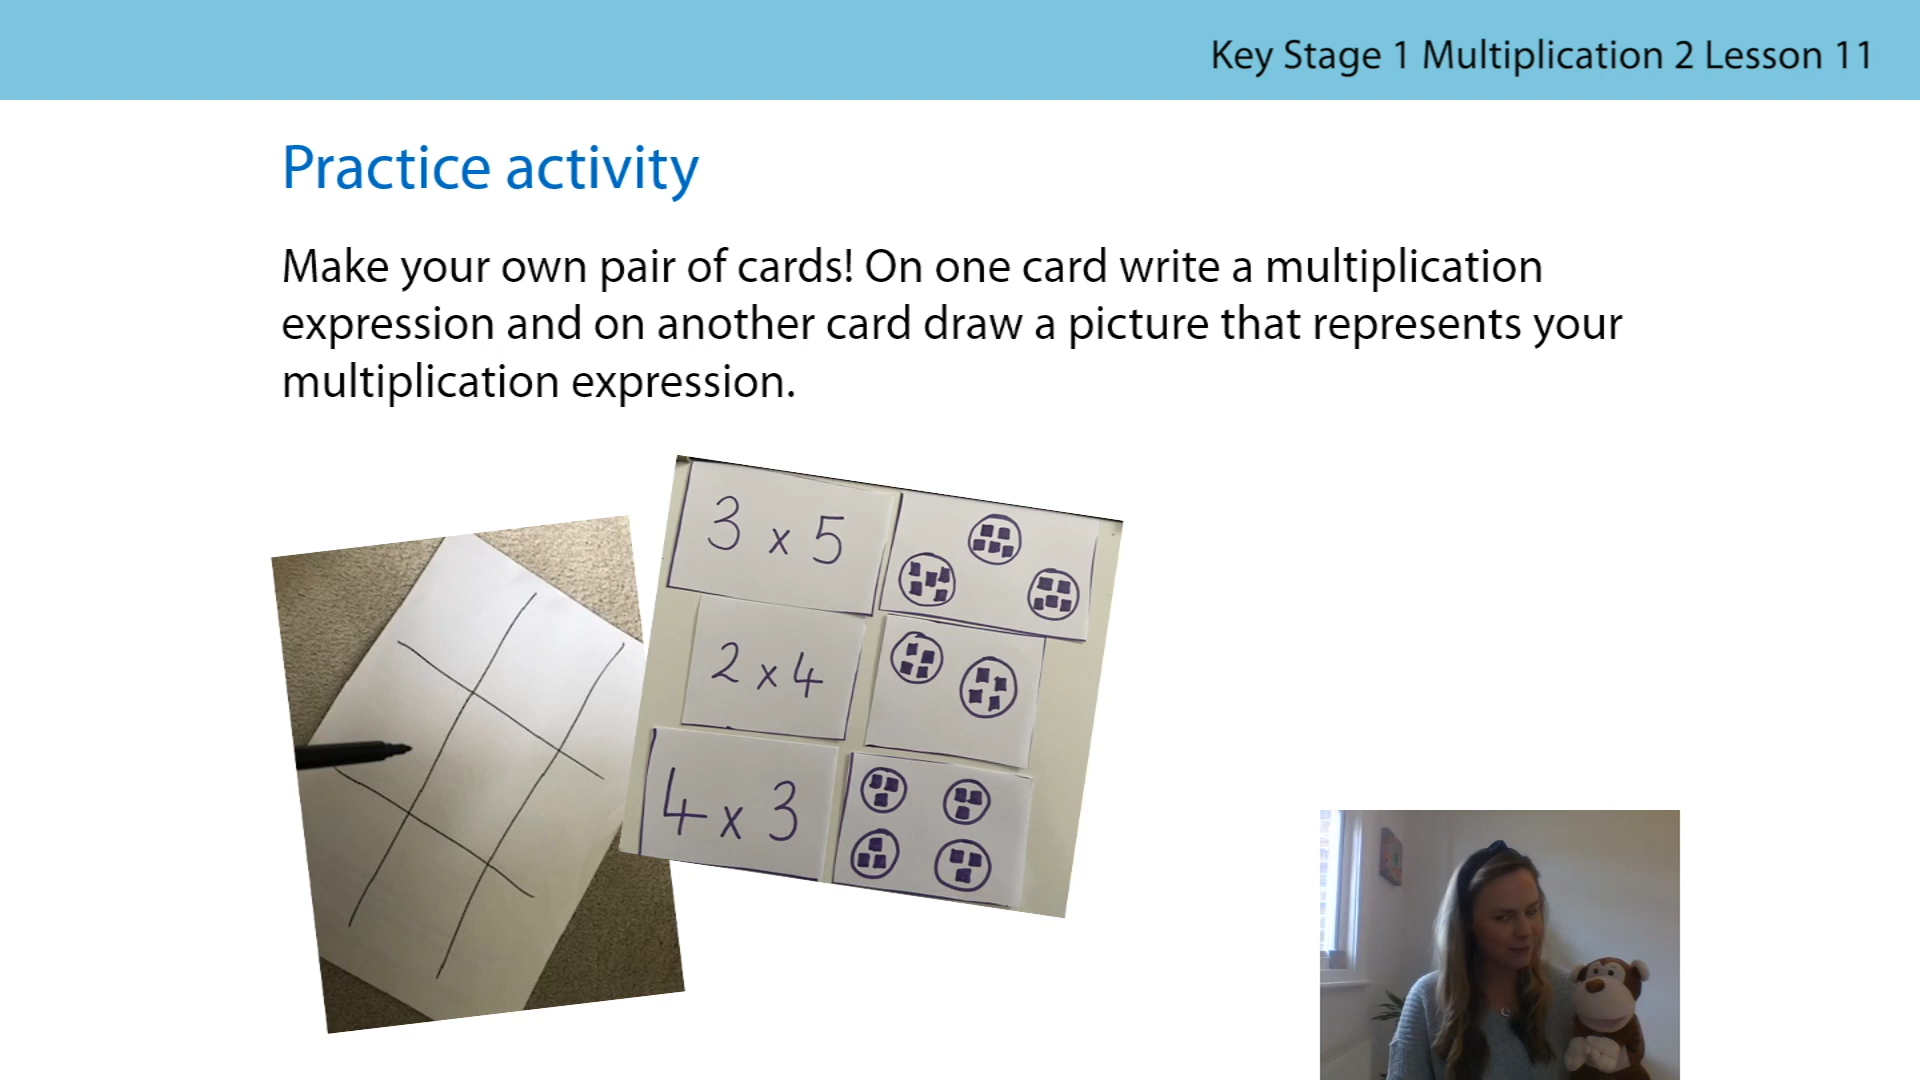 Key Stage 1 Multiplication 2 Lesson 11
Practice activity
Make your own pair of cards! On one card write a multiplication
expression and on another card draw a picture that represents your
multiplication expression.
3 x 5
2 x 4
4 x 3